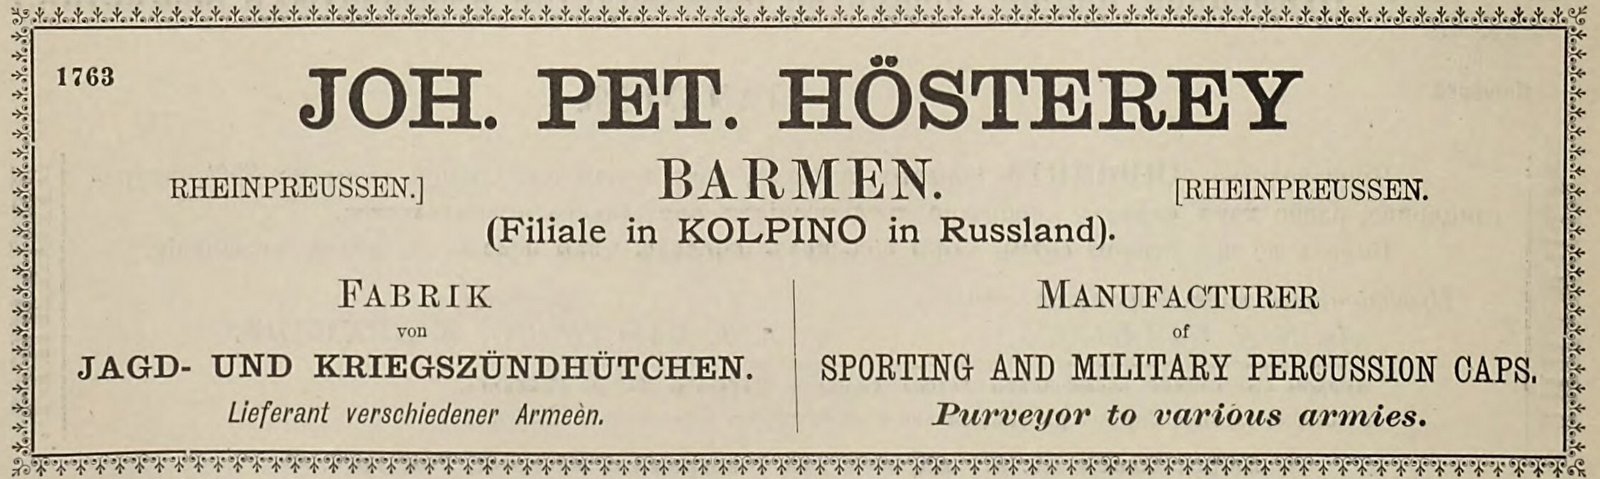 1763
JOH. PET. HÖSTEREY
RHEINPREUSSEN.] BARMEN. [RHEINPREUSSEN.
(Filiale in KOLPINO in Russland).
FABRIK
von
JAGD- UND KRIEGSZÜNDHÜTCHEN.
Lieferant verschiedener Armeèn.
MANUFACTURER
of
SPORTING AND MILITARY PERCUSSION CAPS.
Purveyor to various armies.